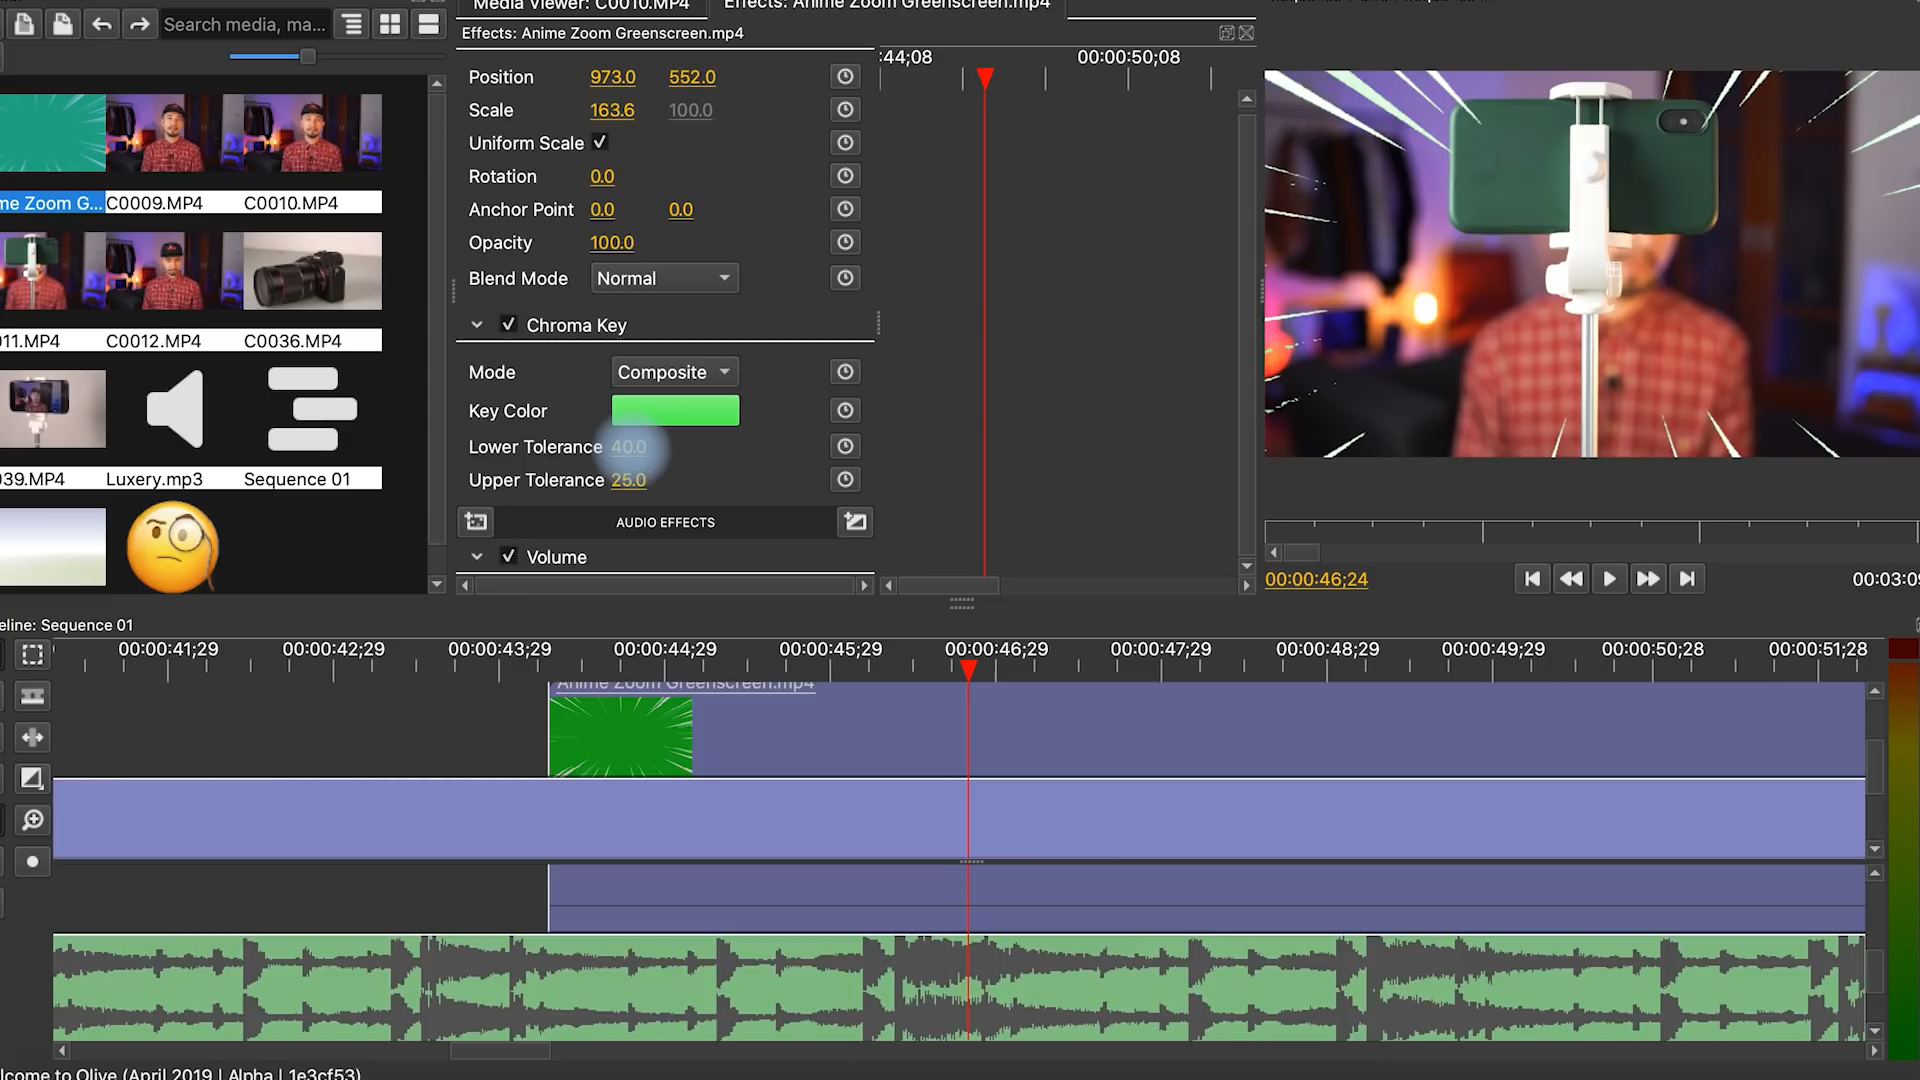 Media Viewer: C0010.MP4
Effects: Anime Zoom Greenscreen.mp4
Search media, ma...
Effects: Anime Zoom Greenscreen.mp4
:44;08
00:00:50;08
Position 973.0 552.0
Scale 163.6 100.0
Uniform Scale
Rotation 0.0
Anchor Point 0.0 0.0
Opacity 100.0
Blend Mode Normal
Chroma Key
Mode Composite
Key Color
Lower Tolerance 40.0
Upper Tolerance 25.0
AUDIO EFFECTS
Volume
me Zoom G...
C0009.MP4
C0010.MP4
011.MP4
C0012.MP4
C0036.MP4
039.MP4
Luxery.mp3
Sequence 01
00:00:46;24
00:03:09
eline: Sequence 01
00:00:41;29
00:00:42;29
00:00:43;29
00:00:44;29
00:00:45;29
00:00:46;29
00:00:47;29
00:00:48;29
00:00:49;29
00:00:50;28
00:00:51;28
Anime Zoom Greenscreen.mp4
lcome to Olive (April 2019 | Alpha | 1e3cf53)